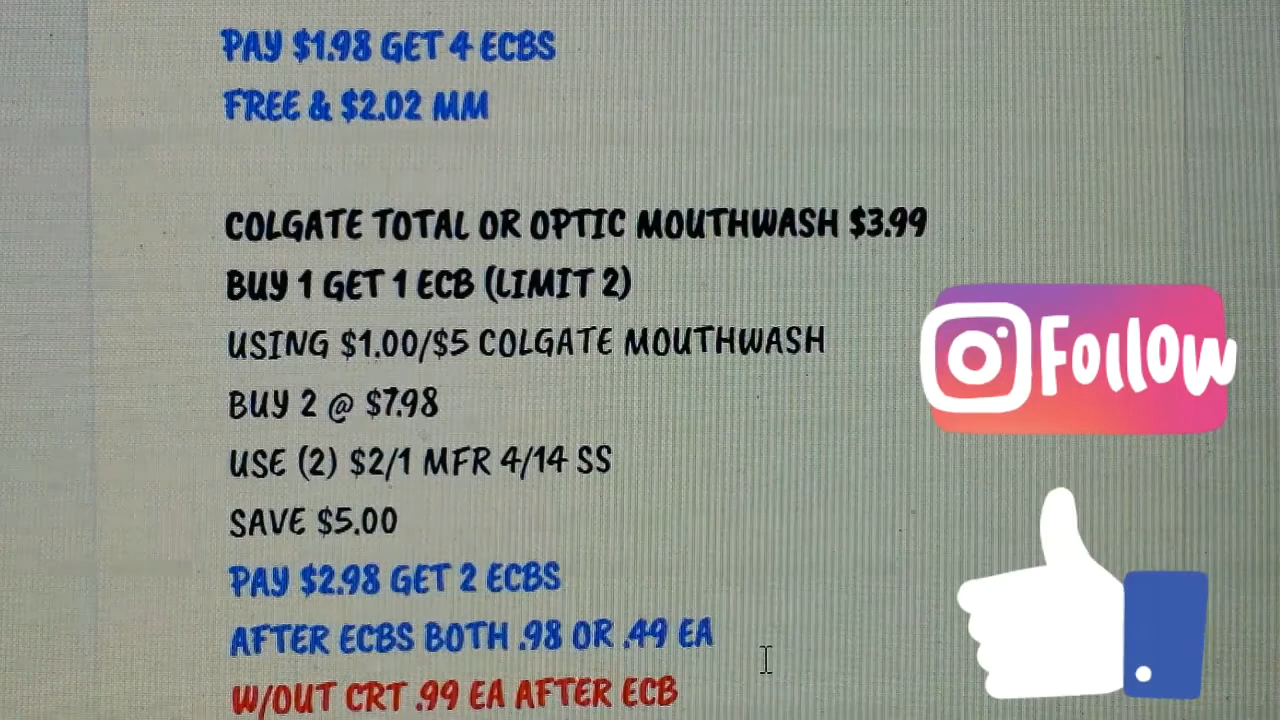 PAY $1.98 GET 4 ECBS
FREE & $2.02 MM
COLGATE TOTAL OR OPTIC MOUTHWASH $3.99
BUY 1 GET 1 ECB (LIMIT 2)
USING $1.00/$5 COLGATE MOUTHWASH
BUY 2 @ $7.98
USE (2) $2/1 MFR 4/14 SS
SAVE $5.00
PAY $2.98 GET 2 ECBS
AFTER ECBS BOTH .98 OR .49 EA
W/OUT CRT .99 EA AFTER ECB
Follow